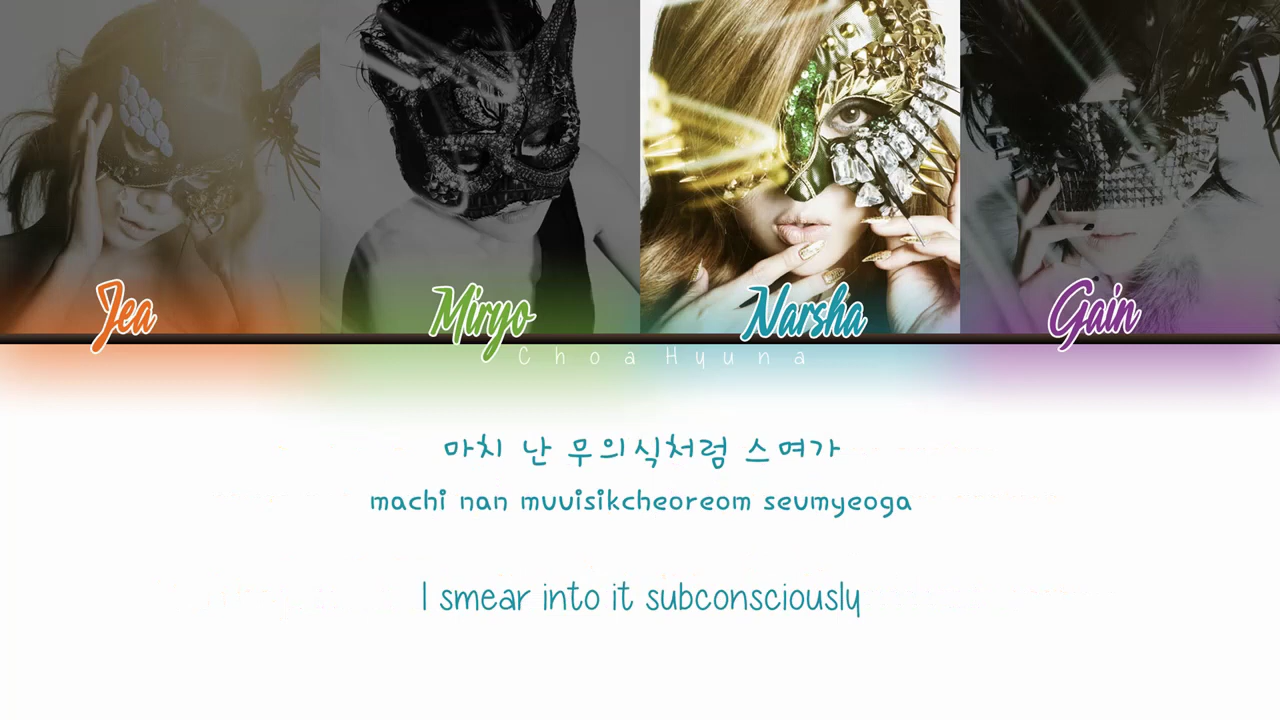 Jea
Miryo
Narsha
Gain
ChoaHyuna
마치 난 무의식처럼 스며가
machi nan muuisikcheoreom seumyeoga
I smear into it subconsciously